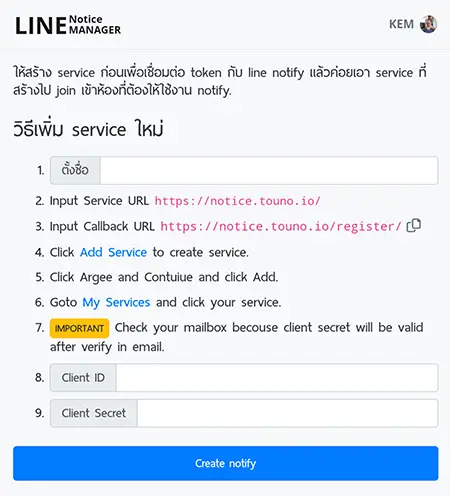 LINE Notice
MANAGER
KEM
ให้สร้าง service ก่อนเพื่อเชื่อมต่อ token กับ line notify แล้วค่อยเอา service ที่
สร้างไป join เข้าห้องที่ต้องให้ใช้งาน notify.
วิธีเพิ่ม service ใหม่
1. ตั้งชื่อ
2. Input Service URL https://notice.touno.io/
3. Input Callback URL https://notice.touno.io/register/
4. Click Add Service to create service.
5. Click Argee and Contuiue and click Add.
6. Goto My Services and click your service.
7. IMPORTANT Check your mailbox becouse client secret will be valid
after verify in email.
8. Client ID
9. Client Secret
Create notify